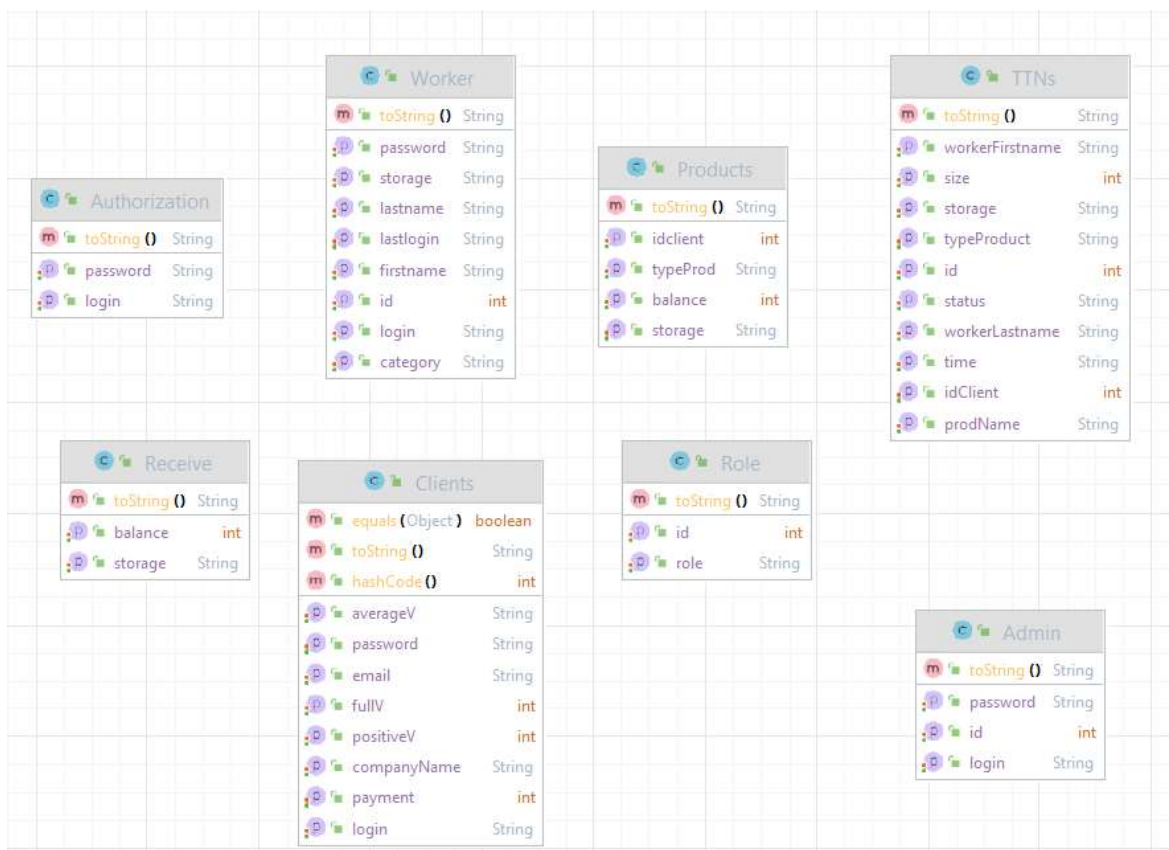 Worker
toString() String
password String
storage String
lastname String
lastlogin String
firstname String
id int
login String
category String
TTNs
toString() String
workerFirstname String
size int
storage String
typeProduct String
id int
status String
workerLastname String
time String
idClient int
prodName String
Products
toString() String
idclient int
typeProd String
balance int
storage String
Authorization
toString() String
password String
login String
Receive
toString() String
balance int
storage String
Clients
equals(Object) boolean
toString() String
hashCode() int
averageV String
password String
email String
fullV int
positiveV int
companyName String
payment int
login String
Role
toString() String
id int
role String
Admin
toString() String
password String
id int
login String